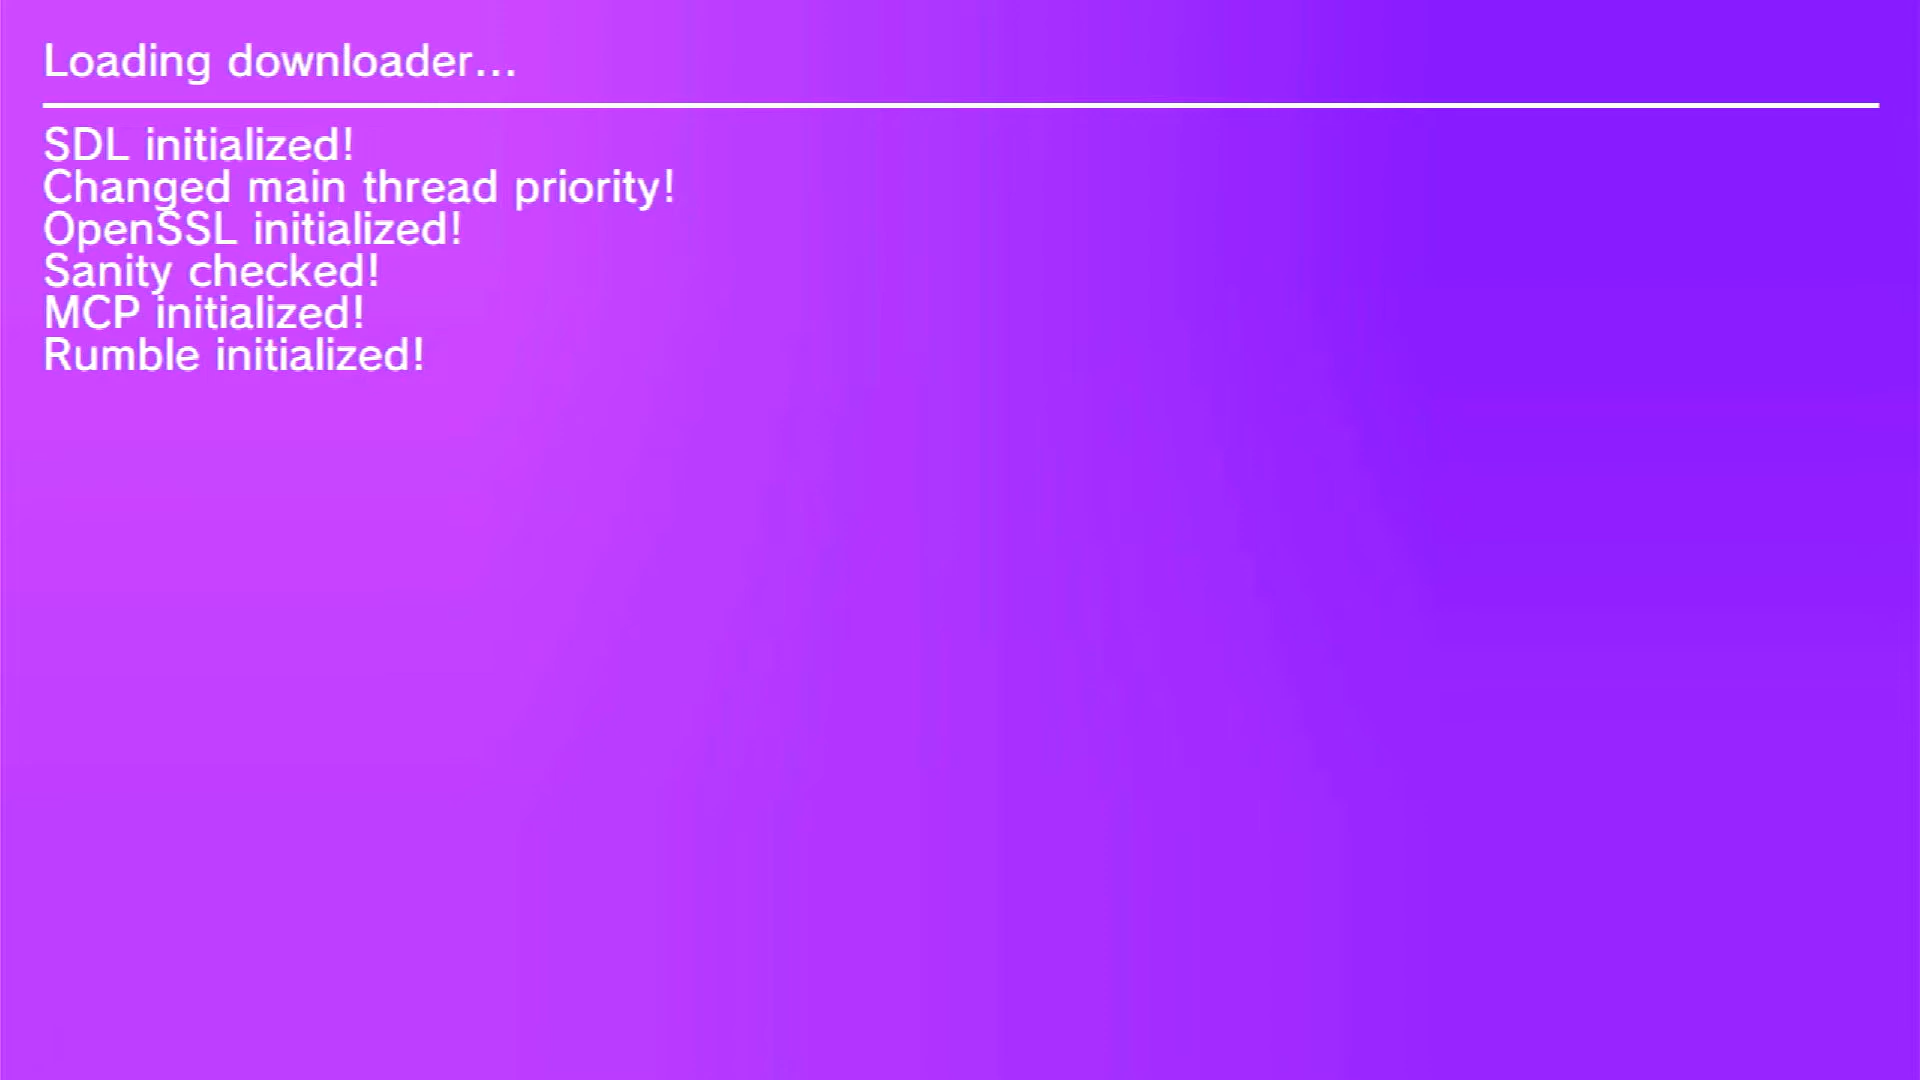 Loading downloader...
SDL initialized!
Changed main thread priority!
OpenSSL initialized!
Sanity checked!
MCP initialized!
Rumble initialized!